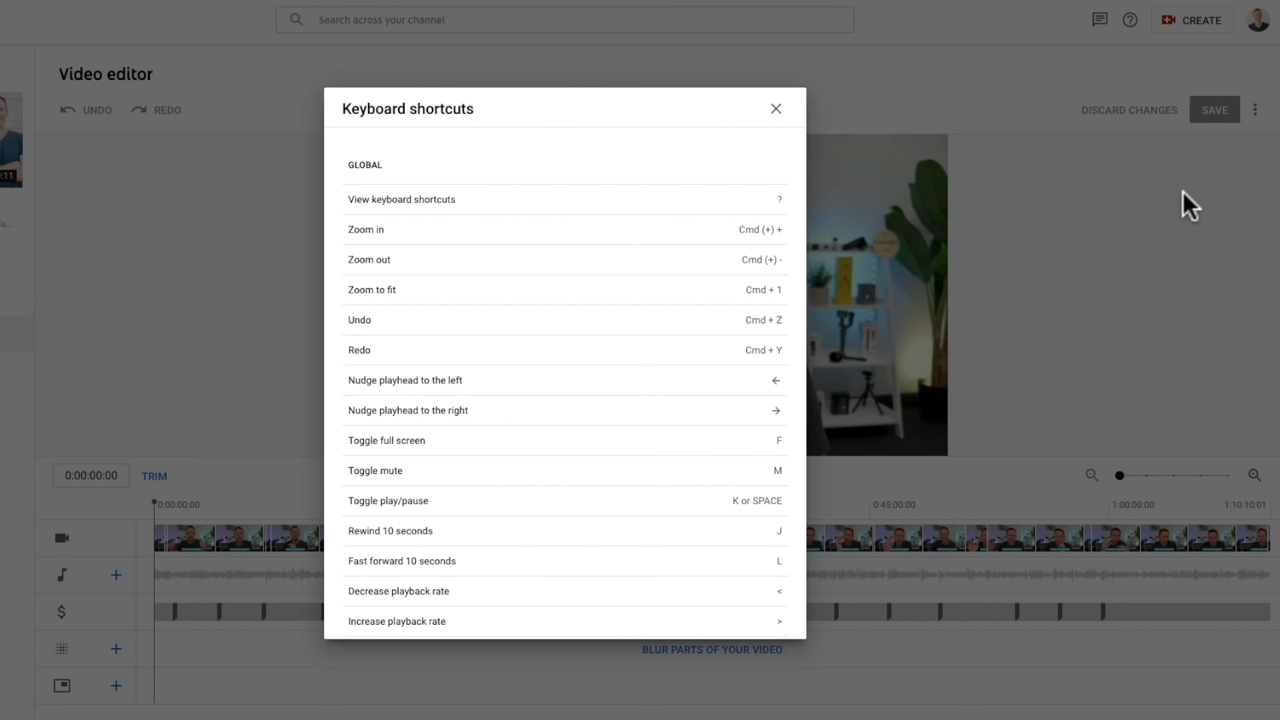 Search across your channel
CREATE
Video editor
UNDO
REDO
DISCARD CHANGES
SAVE
:11
Keyboard shortcuts
GLOBAL
View keyboard shortcuts ?
Zoom in Cmd (+) +
Zoom out Cmd (+) -
Zoom to fit Cmd + 1
Undo Cmd + Z
Redo Cmd + Y
Nudge playhead to the left ←
Nudge playhead to the right →
Toggle full screen F
Toggle mute M
Toggle play/pause K or SPACE
Rewind 10 seconds J
Fast forward 10 seconds L
Decrease playback rate <
Increase playback rate >
0:00:00:00
TRIM
0:00:00:00
0:45:00:00
1:00:00:00
1:10:10:01
BLUR PARTS OF YOUR VIDEO